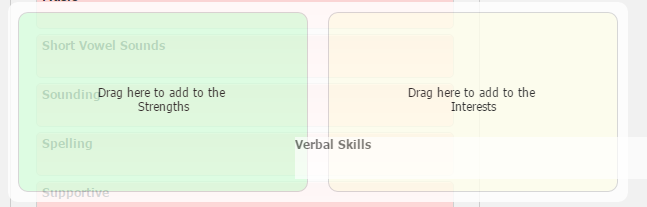 Short Vowel Sounds
Sounding
Drag here to add to the
Strengths
Drag here to add to the
Interests
Spelling
Verbal Skills
Supportive